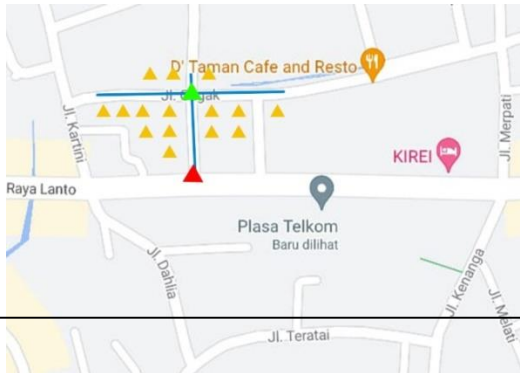 D' Taman Cafe and Resto
Jl.
Jl. Kartini
Jl. Merpati
KIREI
Raya Lanto
Plasa Telkom
Baru dilihat
Jl. Dahlia
Jl. Kenanga
Jl. Melati
Jl. Teratai